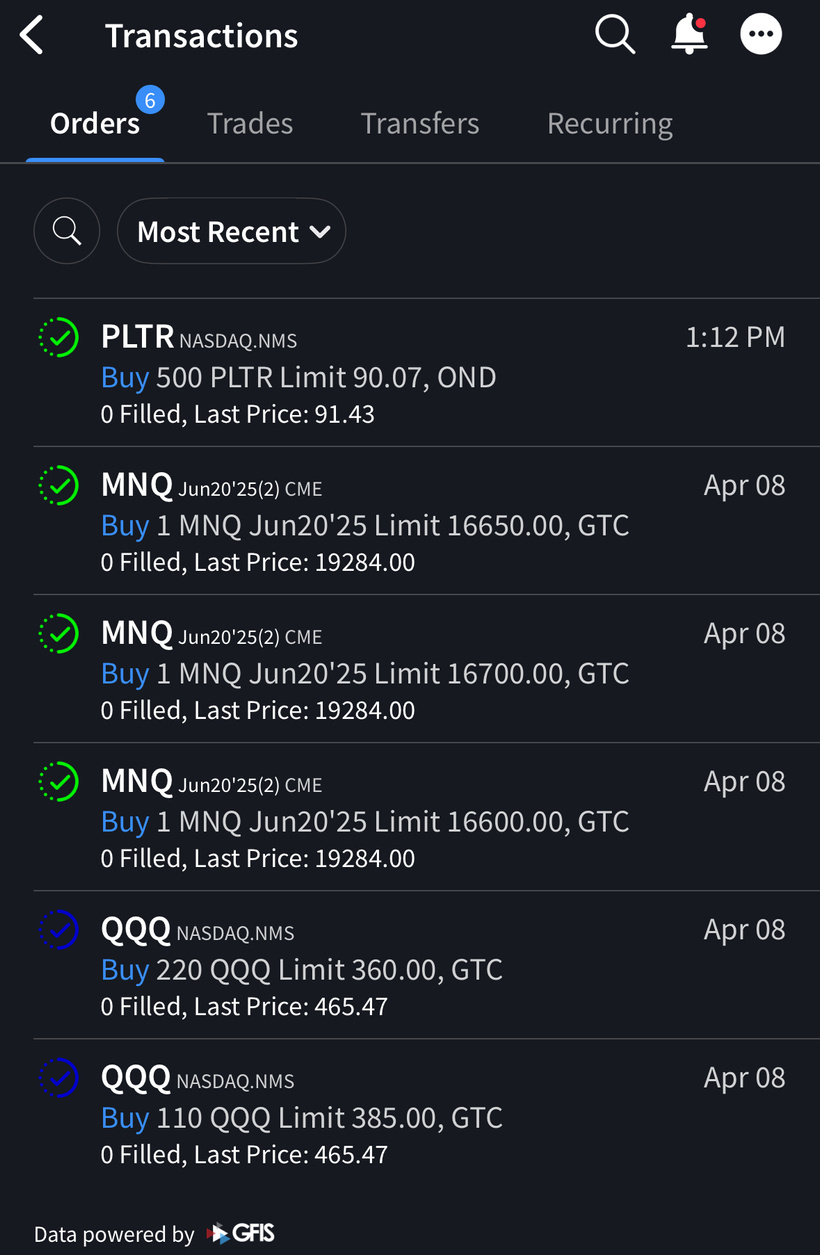 Transactions
6
Orders Trades Transfers Recurring
Most Recent
PLTR NASDAQ.NMS 1:12 PM
Buy 500 PLTR Limit 90.07, OND
0 Filled, Last Price: 91.43
MNQ Jun20'25(2) CME Apr 08
Buy 1 MNQ Jun20'25 Limit 16650.00, GTC
0 Filled, Last Price: 19284.00
MNQ Jun20'25(2) CME Apr 08
Buy 1 MNQ Jun20'25 Limit 16700.00, GTC
0 Filled, Last Price: 19284.00
MNQ Jun20'25(2) CME Apr 08
Buy 1 MNQ Jun20'25 Limit 16600.00, GTC
0 Filled, Last Price: 19284.00
QQQ NASDAQ.NMS Apr 08
Buy 220 QQQ Limit 360.00, GTC
0 Filled, Last Price: 465.47
QQQ NASDAQ.NMS Apr 08
Buy 110 QQQ Limit 385.00, GTC
0 Filled, Last Price: 465.47
Data powered by GFIS